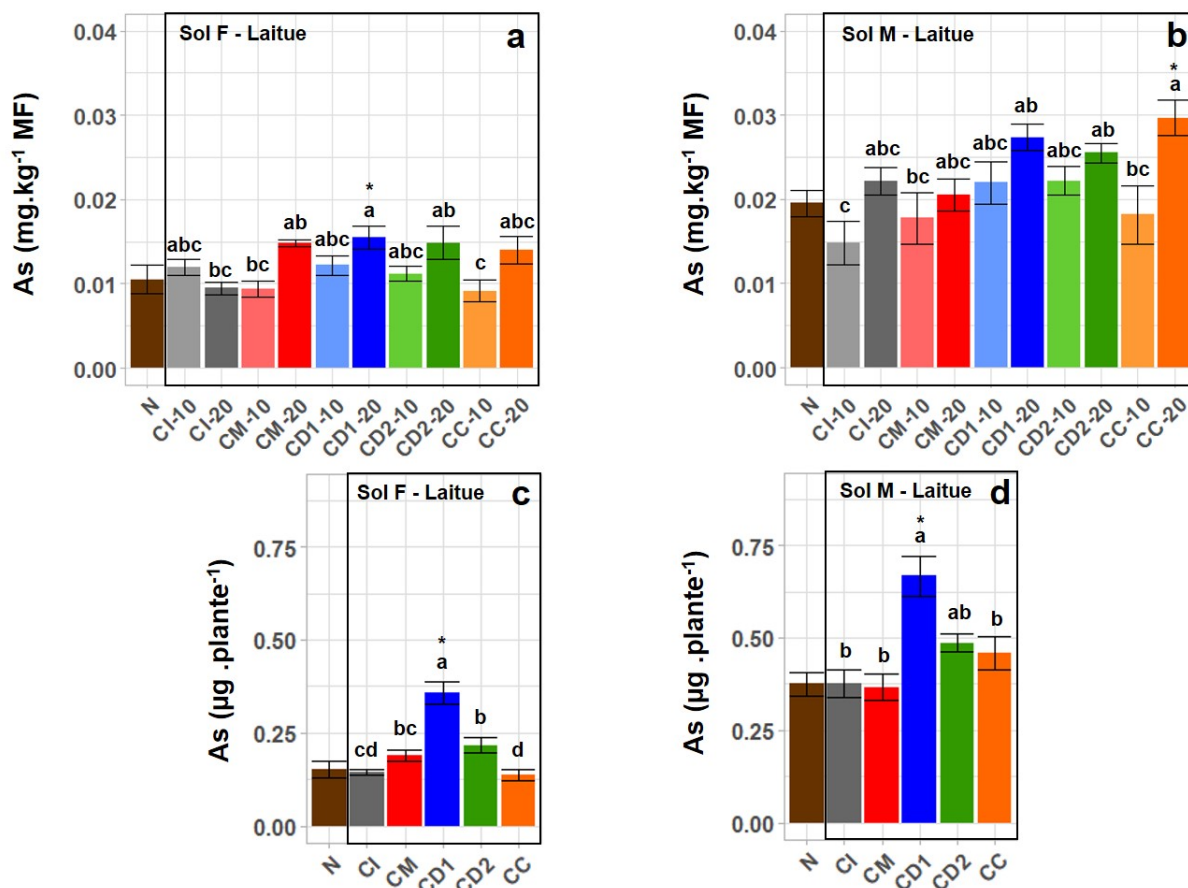 Sol F - Laitue
a
As (mg.kg-1 MF)
0.04
0.03
0.02
0.01
0.00
abc
bc
bc
ab
abc
*
a
abc
ab
c
abc
N
CI-10
CI-20
CM-10
CM-20
CD1-10
CD1-20
CD2-10
CD2-20
CC-10
CC-20
Sol M - Laitue
b
As (mg.kg-1 MF)
0.04
0.03
0.02
0.01
0.00
c
abc
bc
abc
abc
ab
abc
ab
bc
*
a
N
CI-10
CI-20
CM-10
CM-20
CD1-10
CD1-20
CD2-10
CD2-20
CC-10
CC-20
Sol F - Laitue
c
As (µg .plante-1)
0.75
0.50
0.25
0.00
cd
bc
*
a
b
d
N
CI
CM
CD1
CD2
CC
Sol M - Laitue
d
As (µg .plante-1)
0.75
0.50
0.25
0.00
b
b
*
a
ab
b
N
CI
CM
CD1
CD2
CC